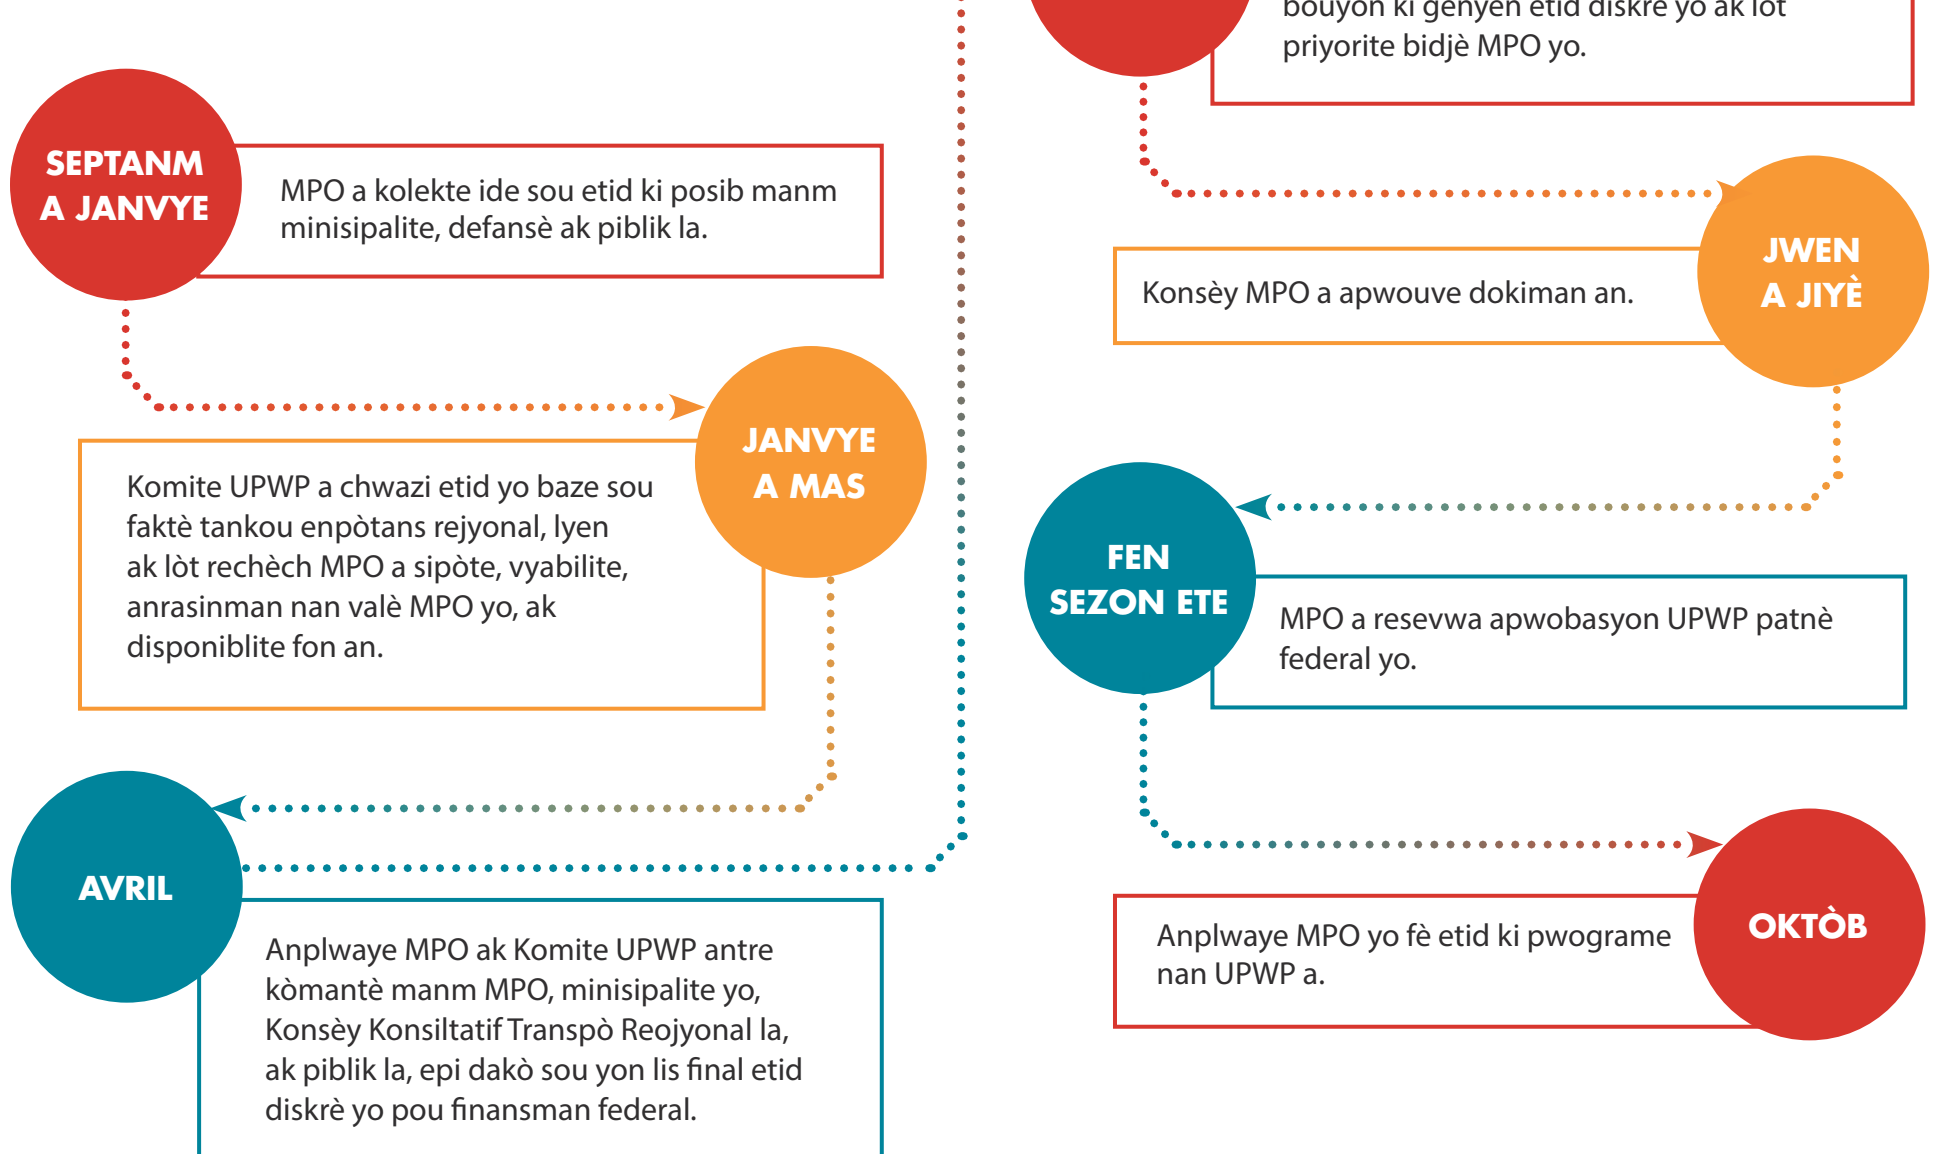 SEPTANM
A JANVYE
MPO a kolekte ide sou etid ki posib manm
minisipalite, defansè ak piblik la.
JANVYE
A MAS
Komite UPWP a chwazi etid yo baze sou
faktè tankou enpòtans rejyonal, lyen
ak lòt rechèch MPO a sipòte, vyabilite,
anrasinman nan valè MPO yo, ak
disponiblite fon an.
AVRIL
Anplwaye MPO ak Komite UPWP antre
kòmantè manm MPO, minisipalite yo,
Konsèy Konsiltatif Transpò Reojyonal la,
ak piblik la, epi dakò sou yon lis final etid
diskrè yo pou finansman federal.
bouyon ki genyen etid diskrè yo ak lòt
priyorite bidjè MPO yo.
JWEN
A JIYÈ
Konsèy MPO a apwouve dokiman an.
FEN
SEZON ETE
MPO a resevwa apwobasyon UPWP patnè
federal yo.
OKTÒB
Anplwaye MPO yo fè etid ki pwograme
nan UPWP a.